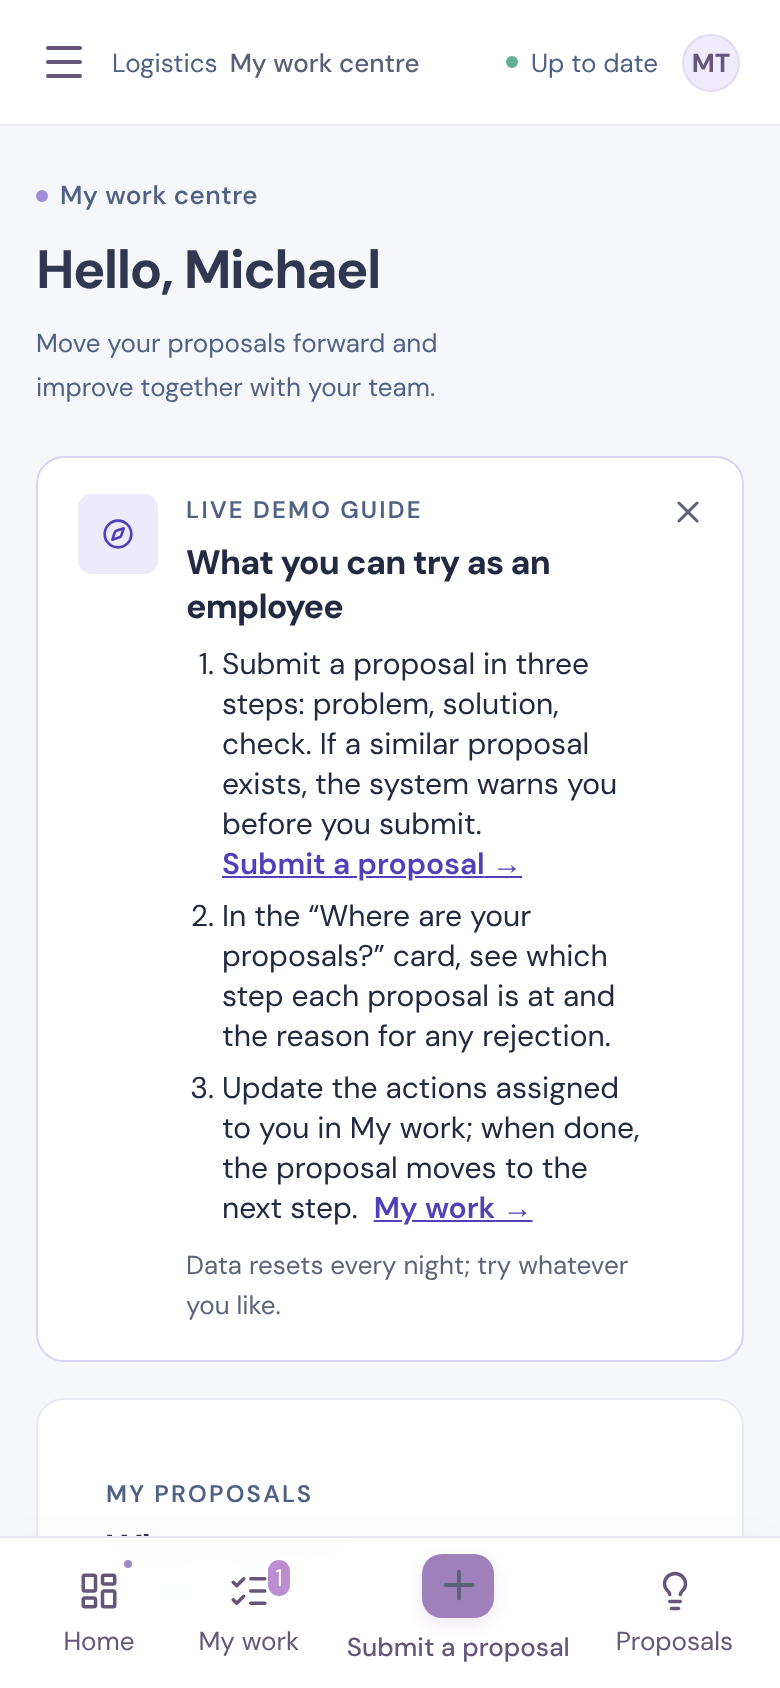 Logistics My work centre
Up to date
MT
My work centre
Hello, Michael
Move your proposals forward and
improve together with your team.
LIVE DEMO GUIDE
What you can try as an
employee
1. Submit a proposal in three
steps: problem, solution,
check. If a similar proposal
exists, the system warns you
before you submit.
Submit a proposal →
2. In the “Where are your
proposals?” card, see which
step each proposal is at and
the reason for any rejection.
3. Update the actions assigned
to you in My work; when done,
the proposal moves to the
next step. My work →
Data resets every night; try whatever
you like.
MY PROPOSALS
1
Home
My work
Submit a proposal
Proposals